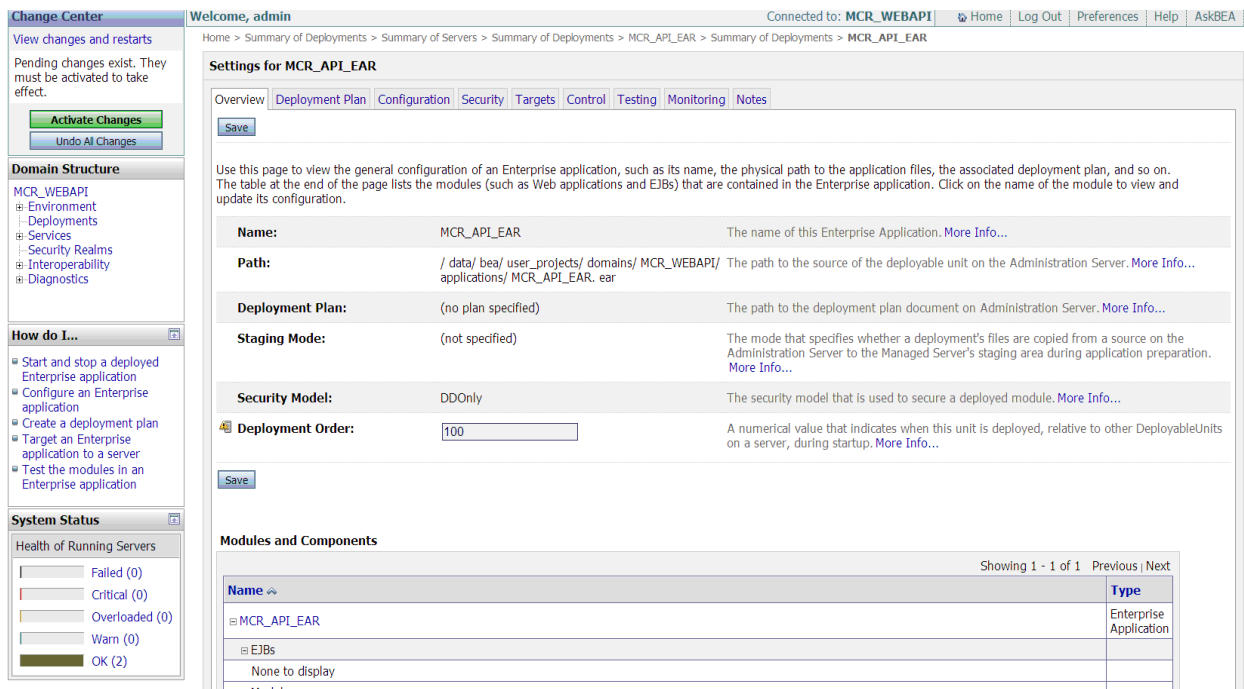 Change Center
View changes and restarts
Pending changes exist. They
must be activated to take
effect.
Activate Changes
Undo All Changes
Domain Structure
MCR_WEBAPI
Environment
Deployments
Services
Security Realms
Interoperability
Diagnostics
How do I...
Start and stop a deployed
Enterprise application
Configure an Enterprise
application
Create a deployment plan
Target an Enterprise
application to a server
Test the modules in an
Enterprise application
System Status
Health of Running Servers
Failed (0)
Critical (0)
Overloaded (0)
Warn (0)
OK (2)
Welcome, admin
Connected to: MCR_WEBAPI
Home Log Out Preferences Help AskBEA
Home > Summary of Deployments > Summary of Servers > Summary of Deployments > MCR_API_EAR > Summary of Deployments > MCR_API_EAR
Settings for MCR_API_EAR
Overview Deployment Plan Configuration Security Targets Control Testing Monitoring Notes
Save
Use this page to view the general configuration of an Enterprise application, such as its name, the physical path to the application files, the associated deployment plan, and so on.
The table at the end of the page lists the modules (such as Web applications and EJBs) that are contained in the Enterprise application. Click on the name of the module to view and
update its configuration.
Name: MCR_API_EAR The name of this Enterprise Application. More Info...
Path: / data/ bea/ user_projects/ domains/ MCR_WEBAPI/ The path to the source of the deployable unit on the Administration Server. More Info...
applications/ MCR_API_EAR. ear
Deployment Plan: (no plan specified) The path to the deployment plan document on Administration Server. More Info...
Staging Mode: (not specified) The mode that specifies whether a deployment's files are copied from a source on the
Administration Server to the Managed Server's staging area during application preparation.
More Info...
Security Model: DDOnly The security model that is used to secure a deployed module. More Info...
Deployment Order: 100 A numerical value that indicates when this unit is deployed, relative to other DeployableUnits
on a server, during startup. More Info...
Save
Modules and Components
Showing 1 - 1 of 1 Previous | Next
Name Type
MCR_API_EAR Enterprise
Application
EJBs
None to display